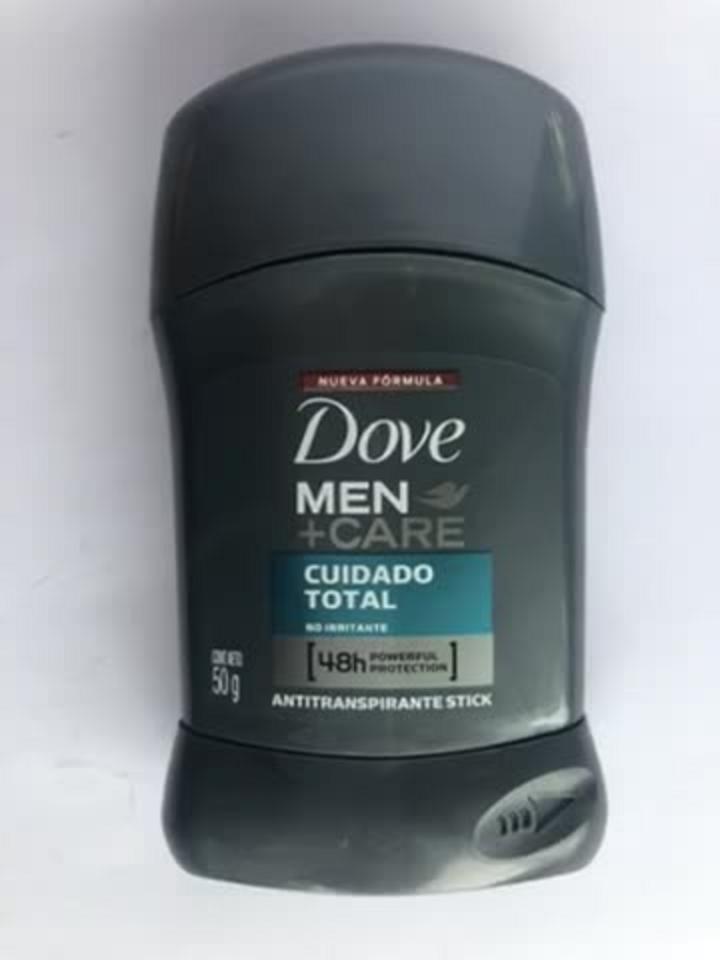 NUEVA FÓRMULA
Dove
MEN
+CARE
CUIDADO
TOTAL
NO IRRITANTE
[48h POWERFUL
PROTECTION]
CONT. NETO
50 g
ANTITRANSPIRANTE STICK